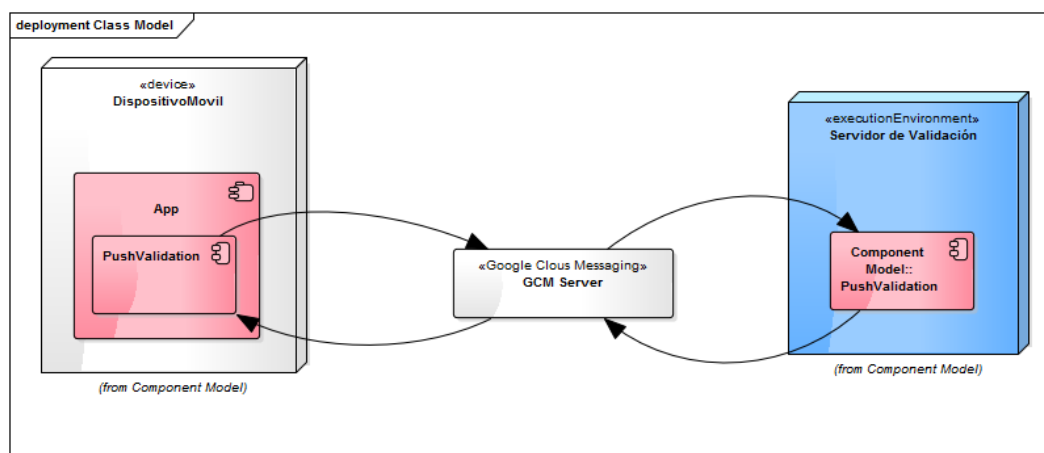 deployment Class Model
«device»
DispositivoMovil
App
PushValidation
(from Component Model)
«Google Clous Messaging»
GCM Server
«executionEnvironment»
Servidor de Validación
Component
Model::
PushValidation
(from Component Model)